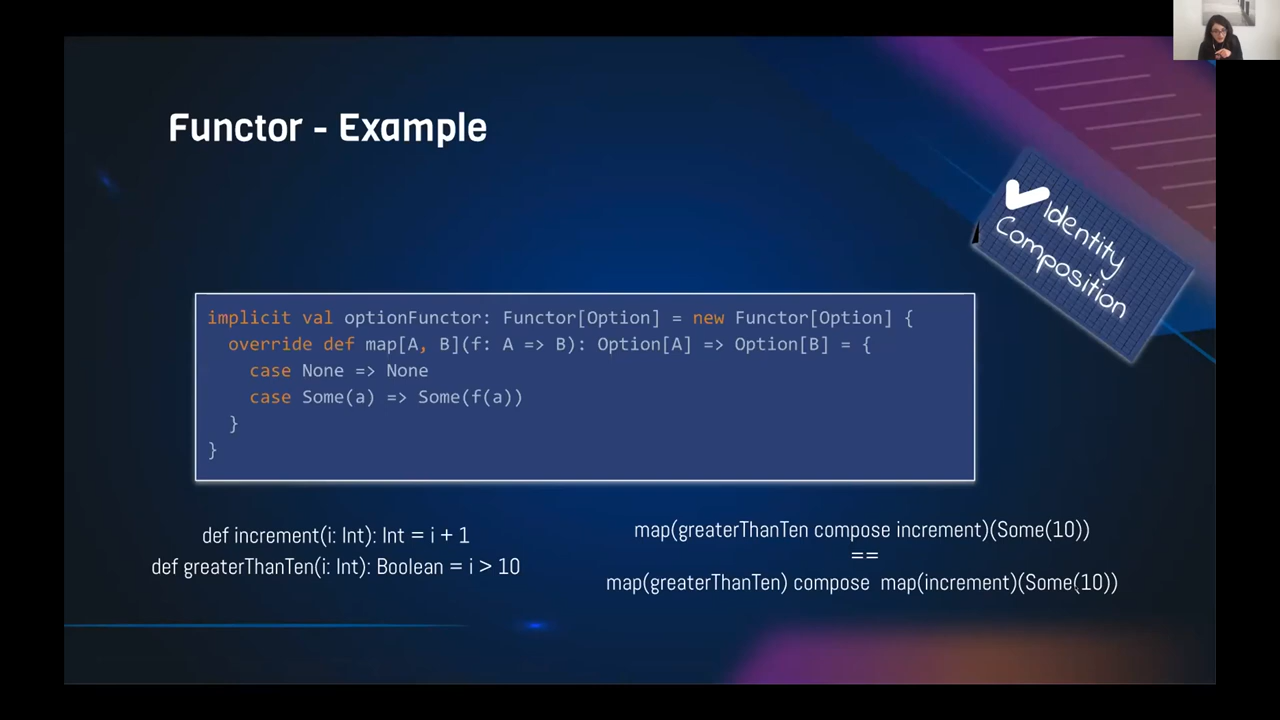 Functor - Example
Identity
Composition
implicit val optionFunctor: Functor[Option] = new Functor[Option] {
  override def map[A, B](f: A => B): Option[A] => Option[B] = {
    case None => None
    case Some(a) => Some(f(a))
  }
}
def increment(i: Int): Int = i + 1
def greaterThanTen(i: Int): Boolean = i > 10
map(greaterThanTen compose increment)(Some(10))
==
map(greaterThanTen) compose map(increment)(Some(10))